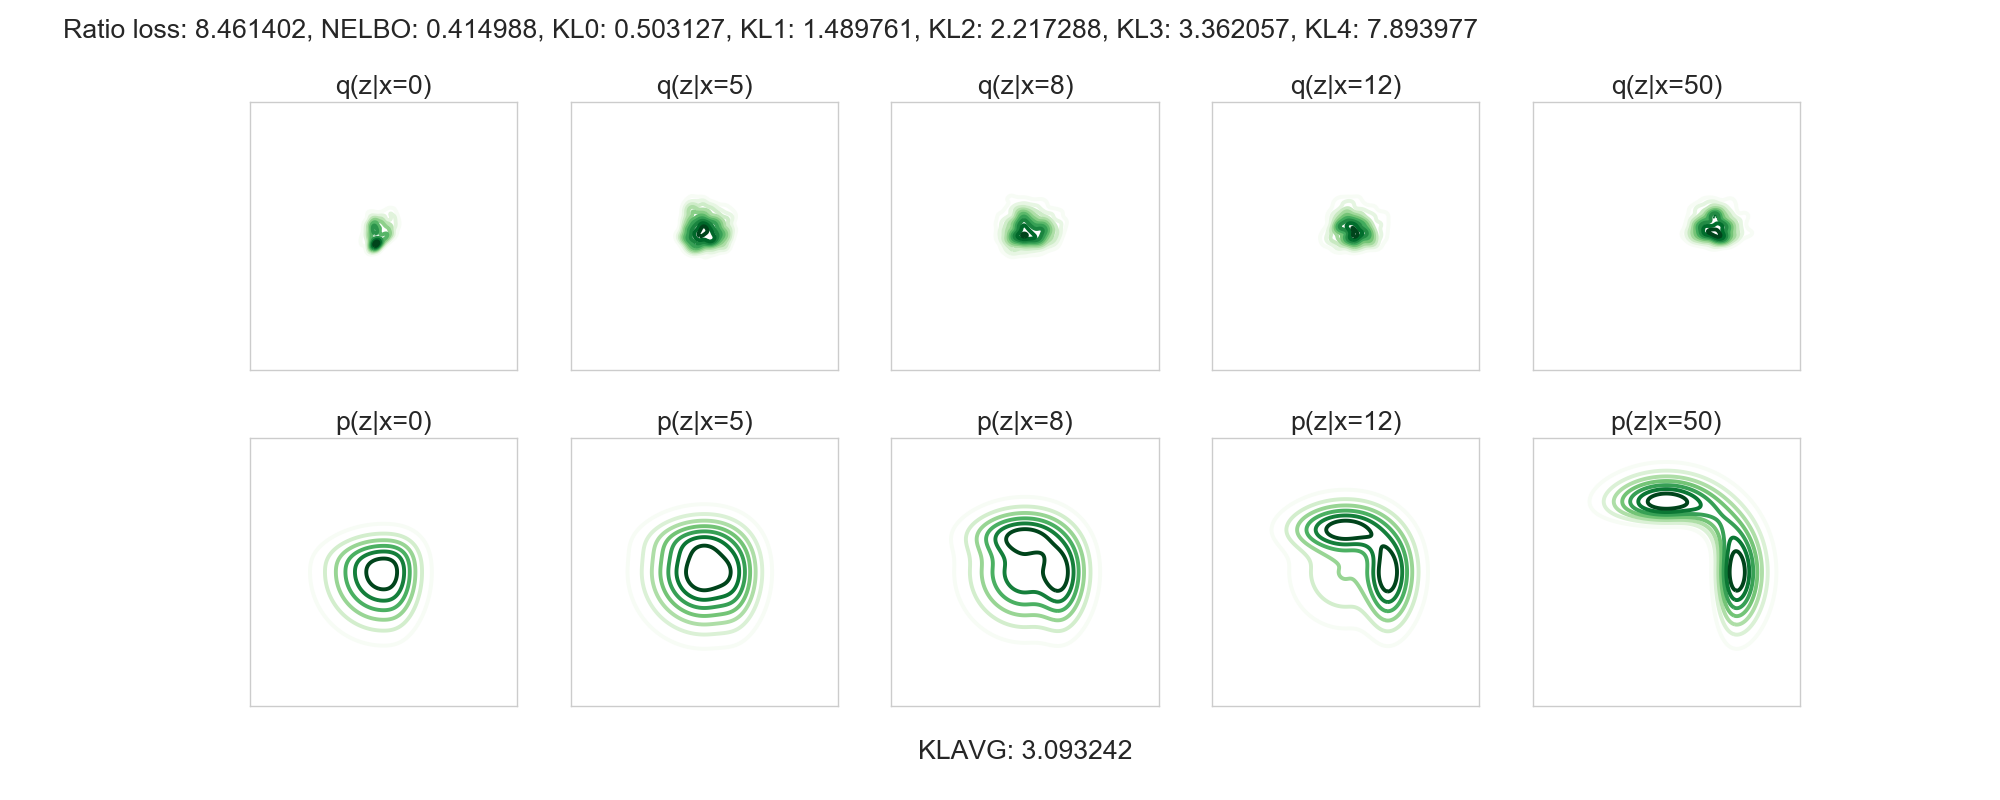 Ratio loss: 8.461402, NELBO: 0.414988, KL0: 0.503127, KL1: 1.489761, KL2: 2.217288, KL3: 3.362057, KL4: 7.893977
q(z|x=0) q(z|x=5) q(z|x=8) q(z|x=12) q(z|x=50)
p(z|x=0) p(z|x=5) p(z|x=8) p(z|x=12) p(z|x=50)
KLAVG: 3.093242